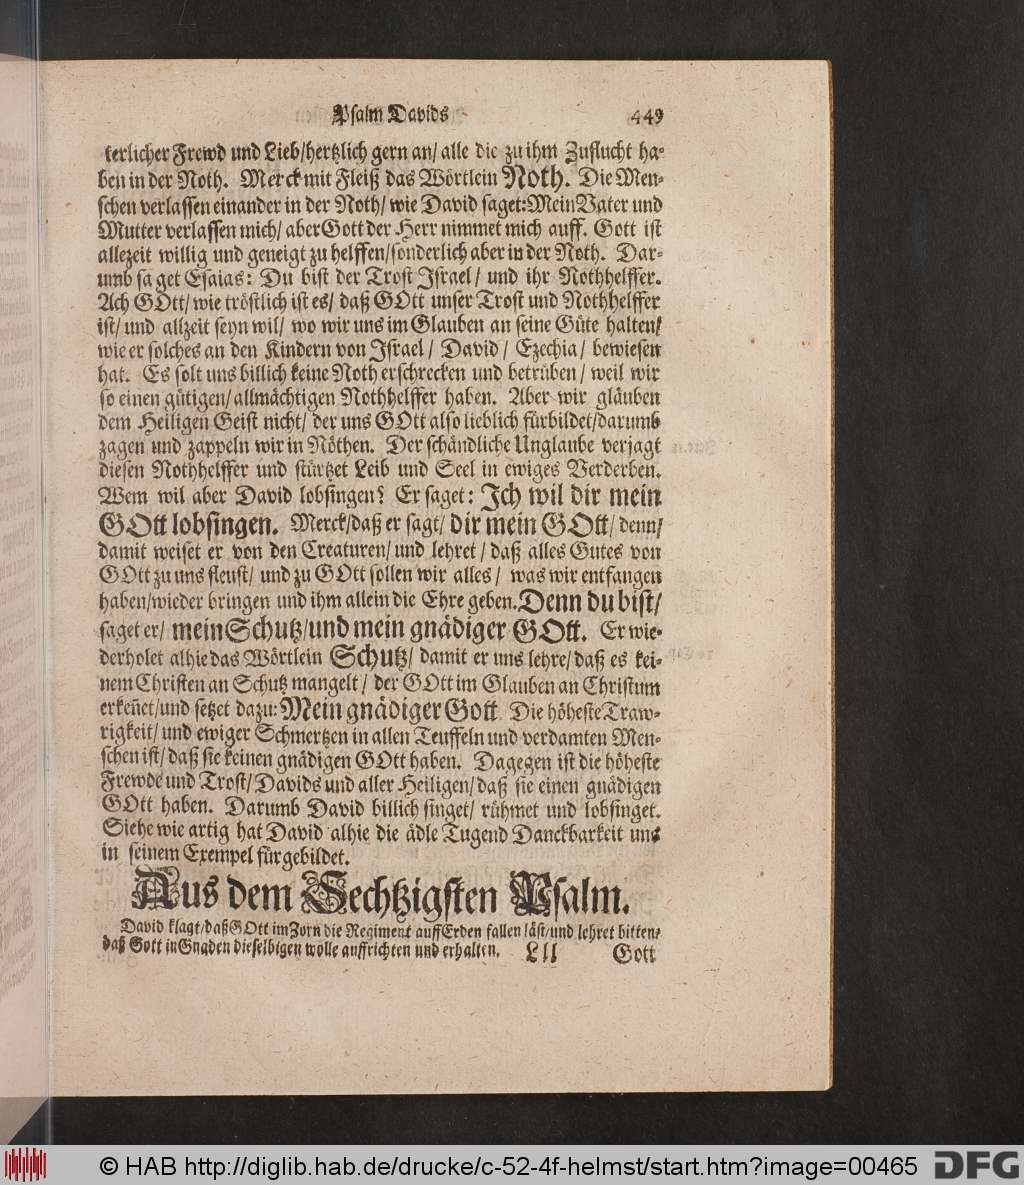 Psalm Davids 449
terlicher Frewd und Lieb/hertzlich gern an/ alle die zu ihm Zuflucht ha-
ben in der Noth. Merck mit Fleiß das Wörtlein Noth. Die Men-
schen verlassen einander in der Noth/ wie David saget: Mein Vater und
Mutter verlassen mich/ aber Gott der Herr nimmet mich auff. Gott ist
allezeit willig und geneigt zu helffen/ sonderlich aber in der Noth. Dar-
umb saget Esaias: Du bist der Trost Israel/ und ihr Nothhelffer.
Ach GOtt/ wie tröstlich ist es/ daß GOtt unser Trost und Nothhelffer
ist/ und allzeit seyn wil/ wo wir uns im Glauben an seine Güte halten/
wie er solches an den Kindern von Israel/ David/ Ezechia/ bewiesen
hat. Es solt uns billich keine Noth erschrecken und betrüben/ weil wir
so einen gütigen/ allmächtigen Nothhelffer haben. Aber wir gläuben
dem Heiligen Geist nicht/ der uns GOtt also lieblich fürbildet/darumb
zagen und zappeln wir in Nöthen. Der schändliche Unglaube verjagt
diesen Nothhelffer und stürtzet Leib und Seel in ewiges Verderben.
Wem wil aber David lobsingen? Er saget: Ich wil dir mein
GOtt lobsingen. Merck/daß er sagt/ dir mein GOtt/ denn/
damit weiset er von den Creaturen/ und lehret/ daß alles Gutes von
GOtt zu uns fleust/ und zu GOtt sollen wir alles/ was wir entfangen
haben/wieder bringen und ihm allein die Ehre geben. Denn du bist/
saget er/ mein Schutz/und mein gnädiger GOtt. Er wie-
derholet alhie das Wörtlein Schutz/ damit er uns lehre/ daß es kei-
nem Christen an Schutz mangelt/ der GOtt im Glauben an Christum
erkeñet/und setzet dazu: Mein gnädiger Gott. Die höheste Traw-
rigkeit/ und ewiger Schmertzen in allen Teuffeln und verdamten Men-
schen ist/ daß sie keinen gnädigen GOtt haben. Dagegen ist die höheste
Frewde und Trost/ Davids und aller Heiligen/ daß sie einen gnädigen
GOtt haben. Darumb David billich singet/ rühmet und lobsinget.
Siehe wie artig hat David alhie die ädle Tugend Danckbarkeit uns
in seinem Exempel fürgebildet.
Aus dem Sechtzigsten Psalm.
David klagt/daß GOtt im Zorn die Regiment auff Erden fallen läst/und lehret bitten/
daß Gott in Gnaden dieselbigen wolle auffrichten und erhalten. Lll Gott
© HAB http://diglib.hab.de/drucke/c-52-4f-helmst/start.htm?image=00465 DFG